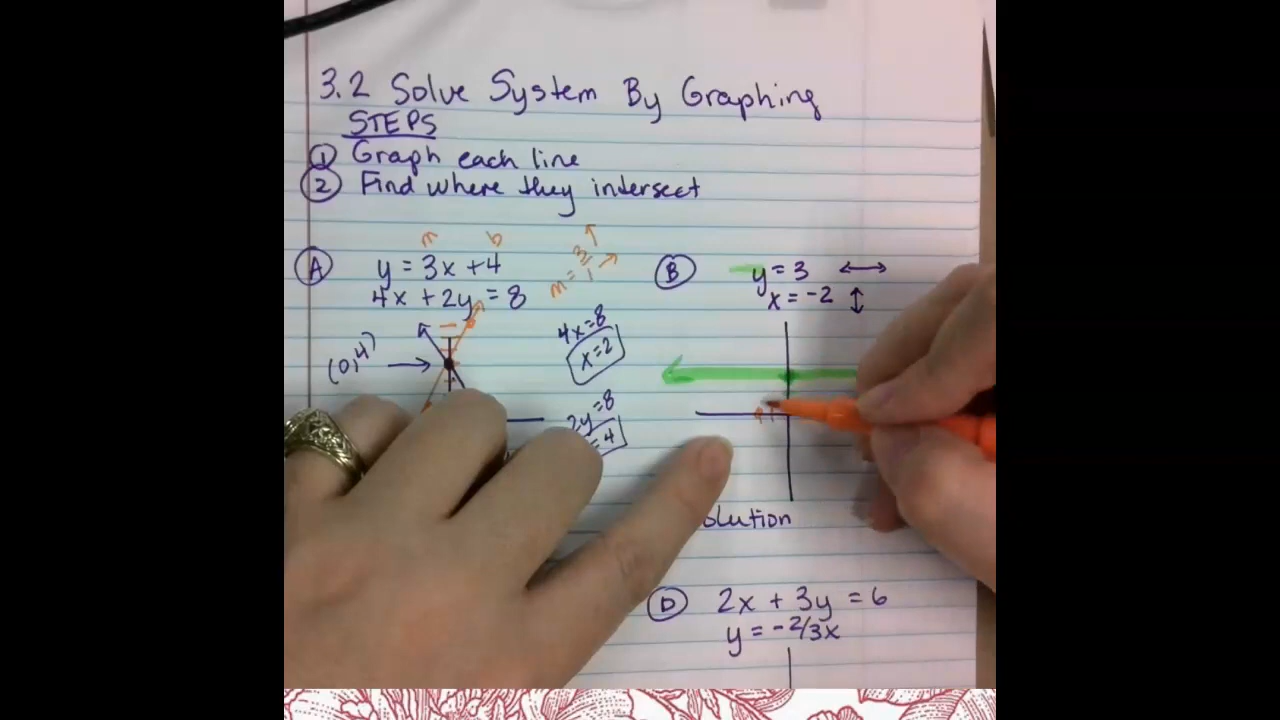 3.2 Solve System By Graphing
STEPS
① Graph each line
② Find where they intersect
Ⓐ
m b
y = 3x + 4
4x + 2y = 8
m = 3/1
(0,4)
4x = 8
x = 2
2y = 8
= 4
Ⓑ
y = 3
x = -2
olution
Ⓓ 2x + 3y = 6
y = -2/3x